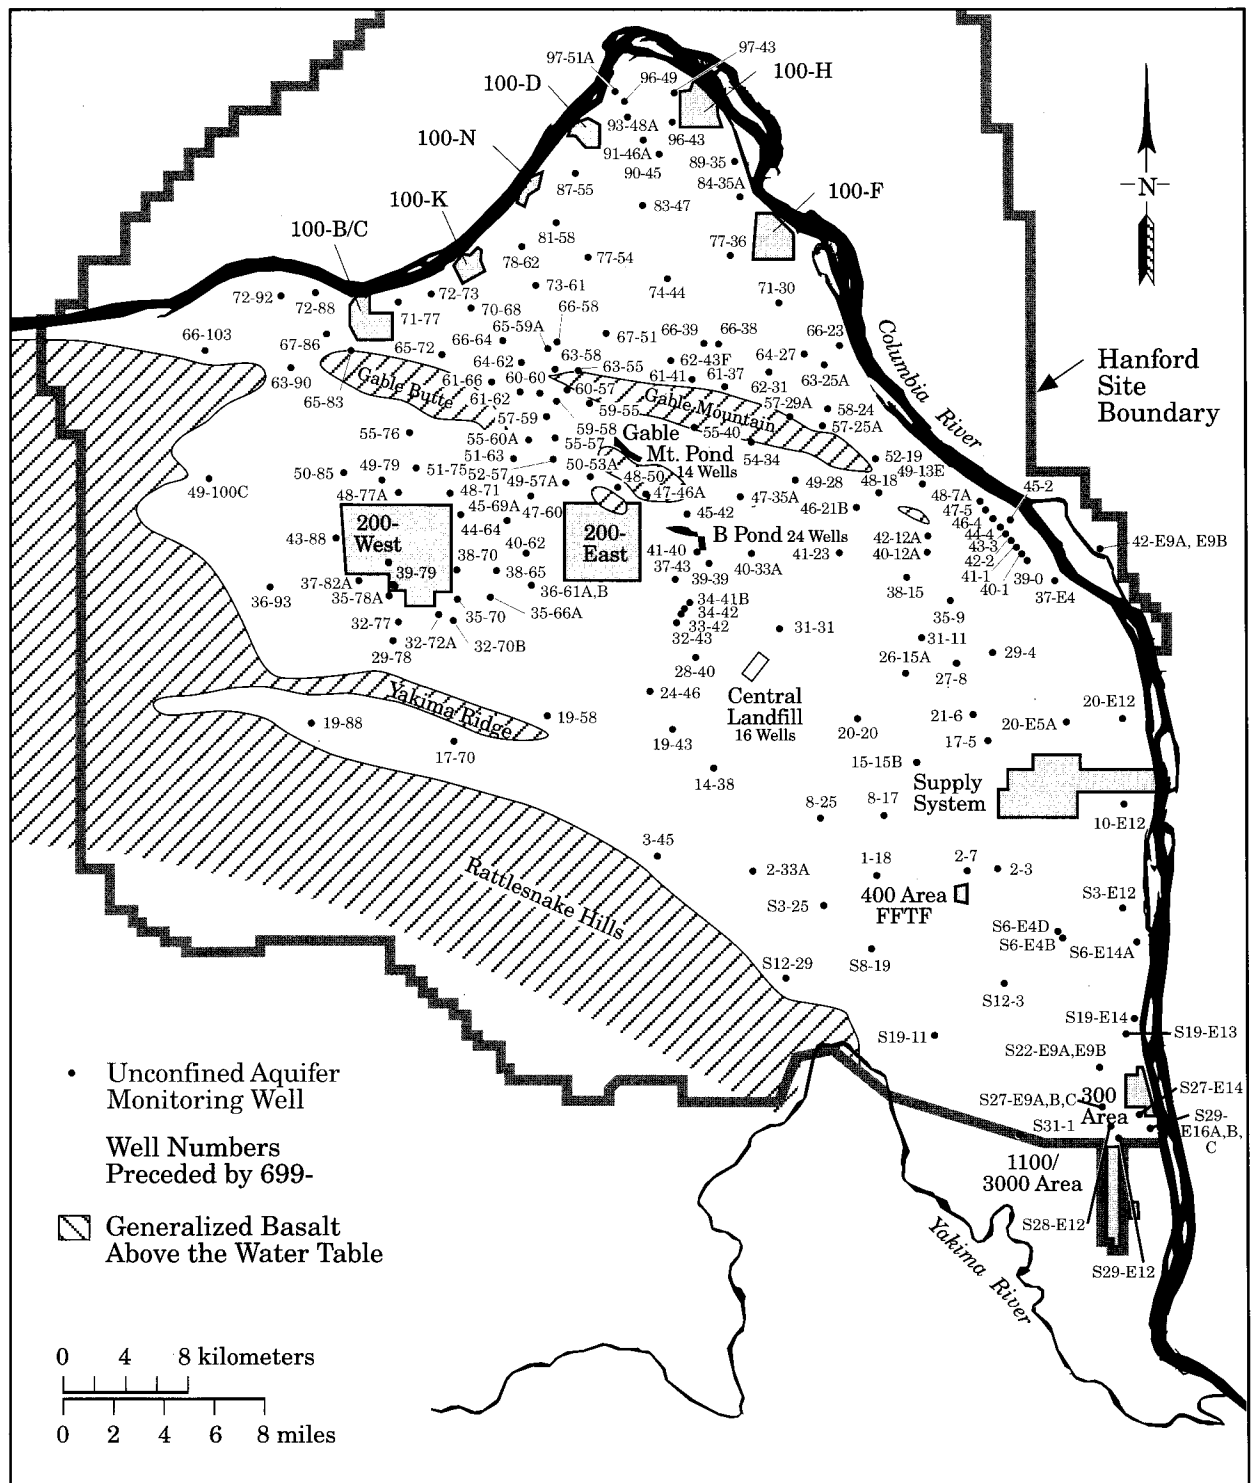 97-43
97-51A
96-49
100-H
100-D
93-48A
96-43
100-N
91-46A
89-35
90-45
84-35A
87-55
100-K
83-47
100-F
100-B/C
81-58
77-36
78-62
77-54
N
72-92
72-88
72-73
73-61
74-44
71-30
71-77
70-68
66-58
65-59A
66-103
67-86
66-64
67-51
66-39
66-38
66-23
65-72
64-62
63-58
63-55
62-43F
64-27
63-90
61-66
60-60
61-41
61-37
62-31
63-25A
65-83
Gable Butte
61-62
60-57
Gable Mountain
57-29A
58-24
57-59
59-55
57-25A
59-58
55-76
55-60A
55-57
Gable
Mt. Pond
14 Wells
55-40
54-34
52-19
51-63
52-57
50-53A
49-13E
50-85
49-79
51-75
49-57A
48-50
49-28
48-18
45-2
49-100C
48-77A
48-71
47-60
47-46A
47-35A
46-21B
48-7A
47-5
45-69A
45-42
46-4
200-
West
44-64
200-
East
B Pond 24 Wells
42-12A
44-4
43-88
40-62
41-40
41-23
40-12A
43-3
42-E9A, E9B
38-70
37-43
40-33A
42-2
37-82A
39-79
38-65
39-39
41-1
39-0
36-93
35-78A
36-61A,B
34-41B
38-15
40-1
37-E4
35-70
35-66A
34-42
35-9
32-77
33-42
31-31
31-11
32-72A
32-70B
32-43
29-78
28-40
26-15A
29-4
27-8
Yakima Ridge
24-46
Central
Landfill
16 Wells
20-E12
19-88
19-58
21-6
20-E5A
17-70
19-43
20-20
17-5
14-38
15-15B
Supply
System
8-25
8-17
10-E12
3-45
2-33A
1-18
2-7
2-3
Rattlesnake Hills
400 Area
FFTF
S3-E12
S3-25
S6-E4D
S6-E4B
S6-E14A
S12-29
S8-19
S12-3
S19-E14
S19-11
S19-E13
S22-E9A,E9B
S27-E9A,B,C
300
Area
S27-E14
S31-1
S29-
E16A,B,
C
1100/
3000 Area
S28-E12
S29-E12
Columbia River
Yakima River
Hanford
Site
Boundary
Unconfined Aquifer
Monitoring Well
Well Numbers
Preceded by 699-
Generalized Basalt
Above the Water Table
0 4 8 kilometers
0 2 4 6 8 miles